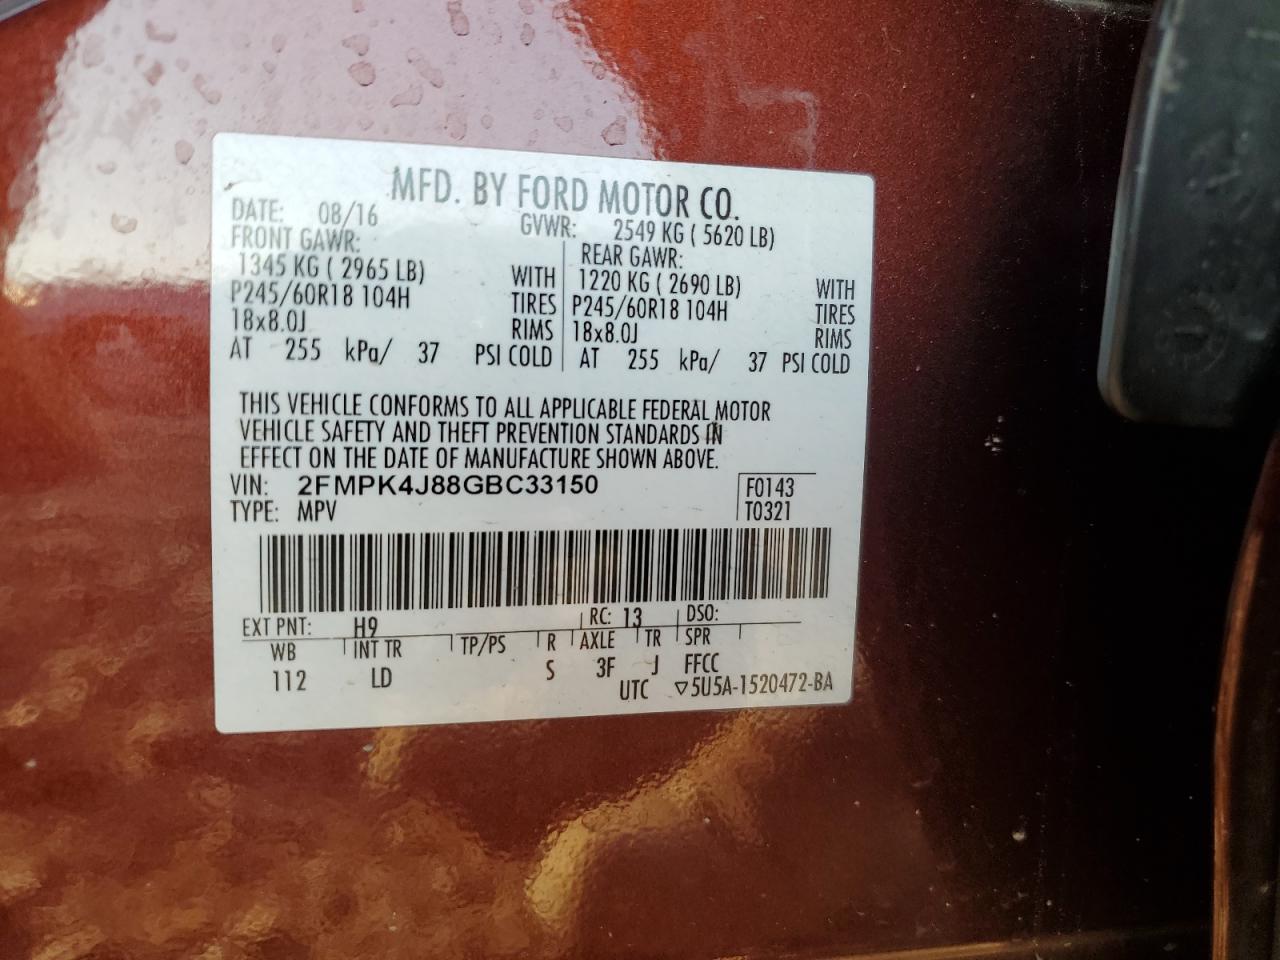 MFD. BY FORD MOTOR CO.
DATE: 08/16 GVWR: 2549 KG ( 5620 LB)
FRONT GAWR: REAR GAWR:
1345 KG ( 2965 LB) WITH 1220 KG ( 2690 LB) WITH
P245/60R18 104H TIRES P245/60R18 104H TIRES
18x8.0J RIMS 18x8.0J RIMS
AT 255 kPa/ 37 PSI COLD AT 255 kPa/ 37 PSI COLD
THIS VEHICLE CONFORMS TO ALL APPLICABLE FEDERAL MOTOR
VEHICLE SAFETY AND THEFT PREVENTION STANDARDS IN
EFFECT ON THE DATE OF MANUFACTURE SHOWN ABOVE.
VIN: 2FMPK4J88GBC33150 F0143
TYPE: MPV T0321
EXT PNT: H9 RC: 13 DSO:
WB INT TR TP/PS R AXLE TR SPR
112 LD S 3F J FFCC
UTC ▽5U5A-1520472-BA